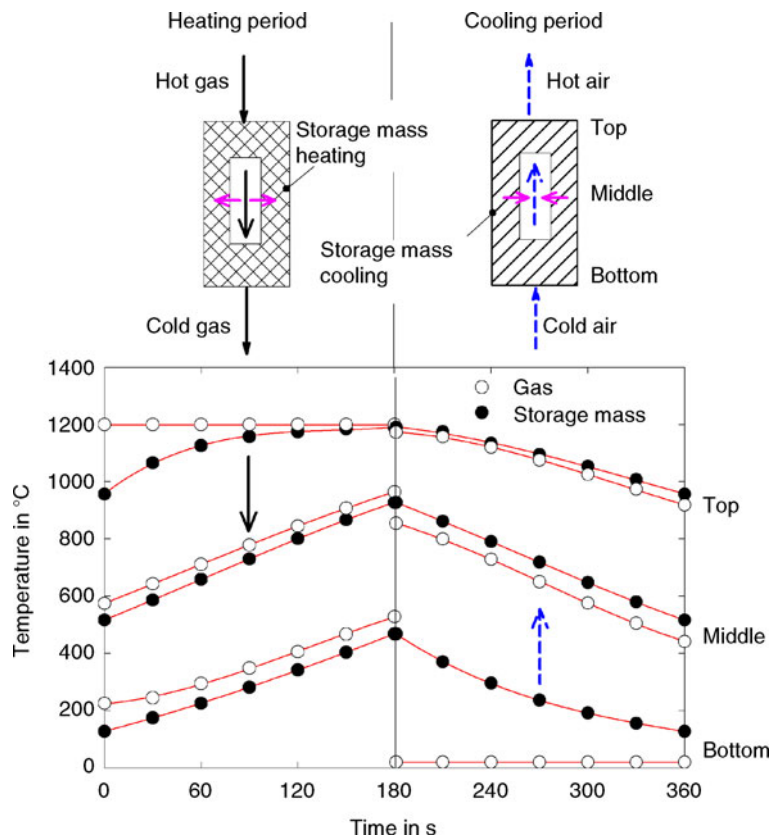 Heating period
Cooling period
Hot gas
Hot air
Storage mass
heating
Top
Middle
Storage mass
cooling
Bottom
Cold gas
Cold air
1400
1200
1000
800
600
400
200
0
Temperature in °C
Gas
Storage mass
Top
Middle
Bottom
0
60
120
180
240
300
360
Time in s